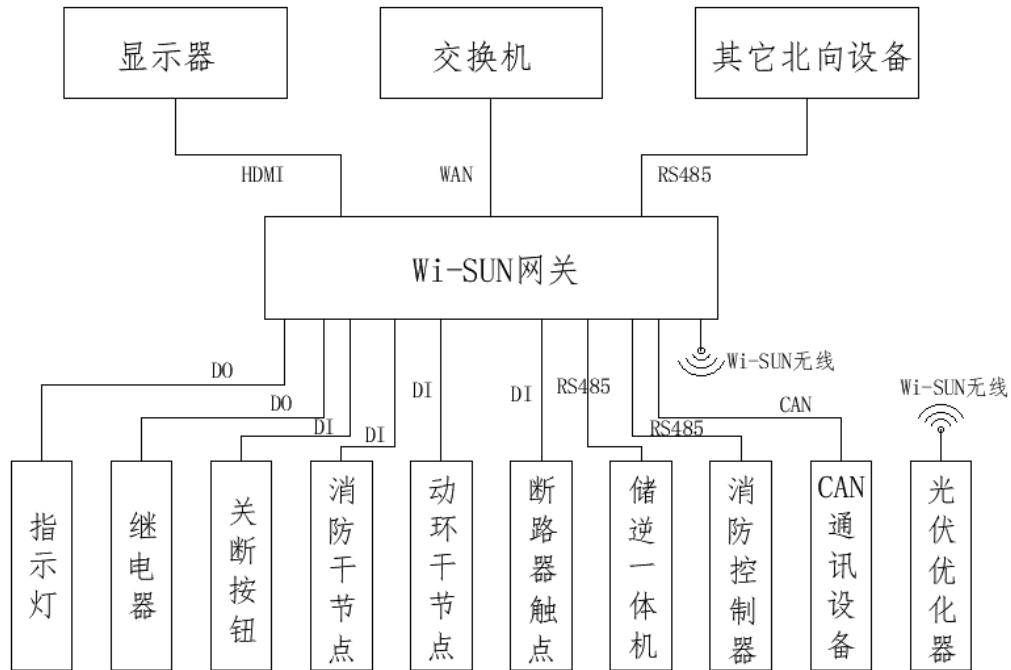 显示器
交换机
其它北向设备
HDMI
WAN
RS485
Wi-SUN网关
Wi-SUN无线
DO
DO
DI
DI
DI
DI
RS485
RS485
CAN
Wi-SUN无线
指示灯
继电器
关断按钮
消防干节点
动环干节点
断路器触点
储逆一体机
消防控制器
CAN通讯设备
光伏优化器